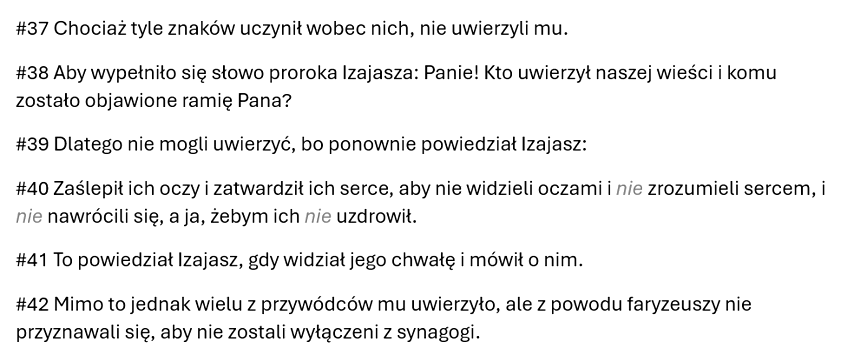 #37 Chociaż tyle znaków uczynił wobec nich, nie uwierzyli mu.
#38 Aby wypełniło się słowo proroka Izajasza: Panie! Kto uwierzył naszej wieści i komu
zostało objawione ramię Pana?
#39 Dlatego nie mogli uwierzyć, bo ponownie powiedział Izajasz:
#40 Zaślepił ich oczy i zatwardził ich serce, aby nie widzieli oczami i nie zrozumieli sercem, i
nie nawrócili się, a ja, żebym ich nie uzdrowił.
#41 To powiedział Izajasz, gdy widział jego chwałę i mówił o nim.
#42 Mimo to jednak wielu z przywódców mu uwierzyło, ale z powodu faryzeuszy nie
przyznawali się, aby nie zostali wyłączeni z synagogi.